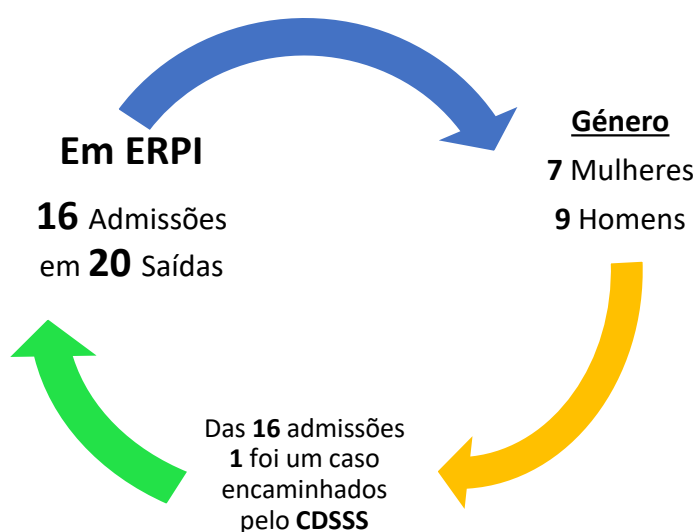 Em ERPI
16 Admissões
em 20 Saídas
Género
7 Mulheres
9 Homens
Das 16 admissões
1 foi um caso
encaminhados
pelo CDSSS